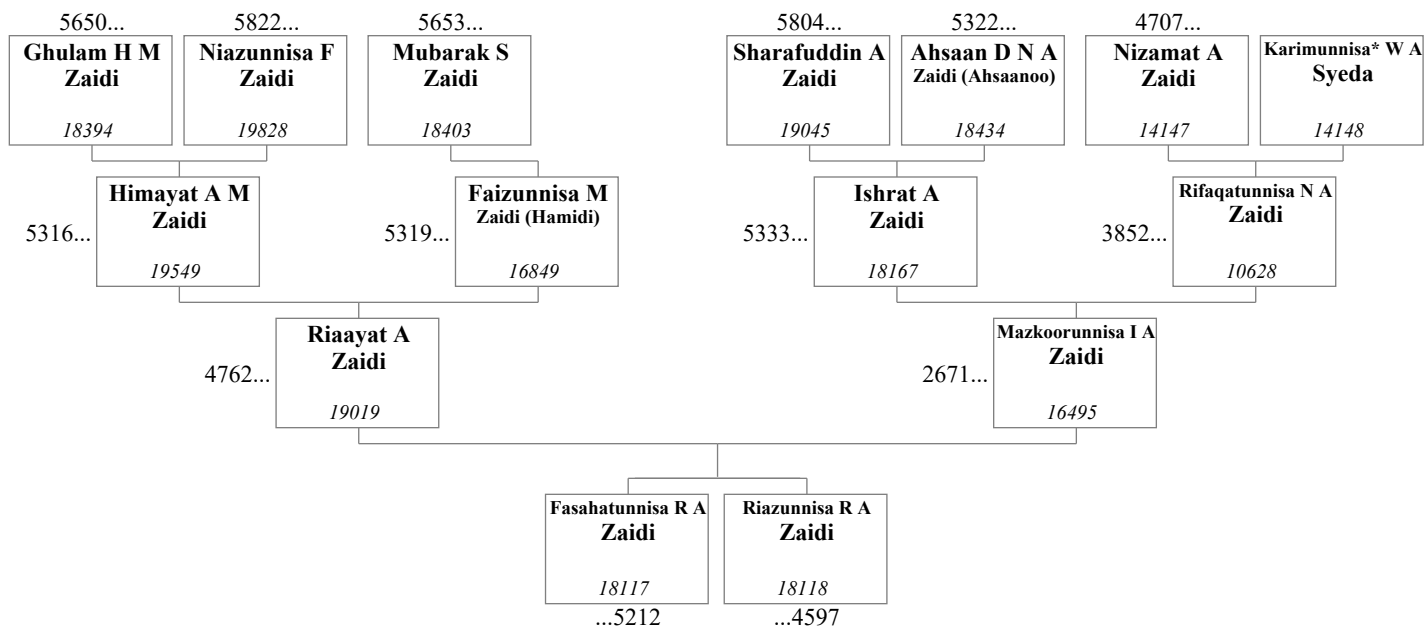 5650... 5822... 5653... 5804... 5322... 4707...
Ghulam H M Niazunnisa F Mubarak S Sharafuddin A Ahsaan D N A Nizamat A Karimunnisa* W A
Zaidi Zaidi Zaidi Zaidi Zaidi (Ahsaanoo) Zaidi Syeda
18394 19828 18403 19045 18434 14147 14148
Himayat A M Faizunnisa M Ishrat A Rifaqatunnisa N A
Zaidi Zaidi (Hamidi) Zaidi Zaidi
5316... 5319... 5333... 3852...
19549 16849 18167 10628
Riaayat A Mazkoorunnisa I A
Zaidi Zaidi
4762... 2671...
19019 16495
Fasahatunnisa R A Riazunnisa R A
Zaidi Zaidi
18117 18118
...5212 ...4597